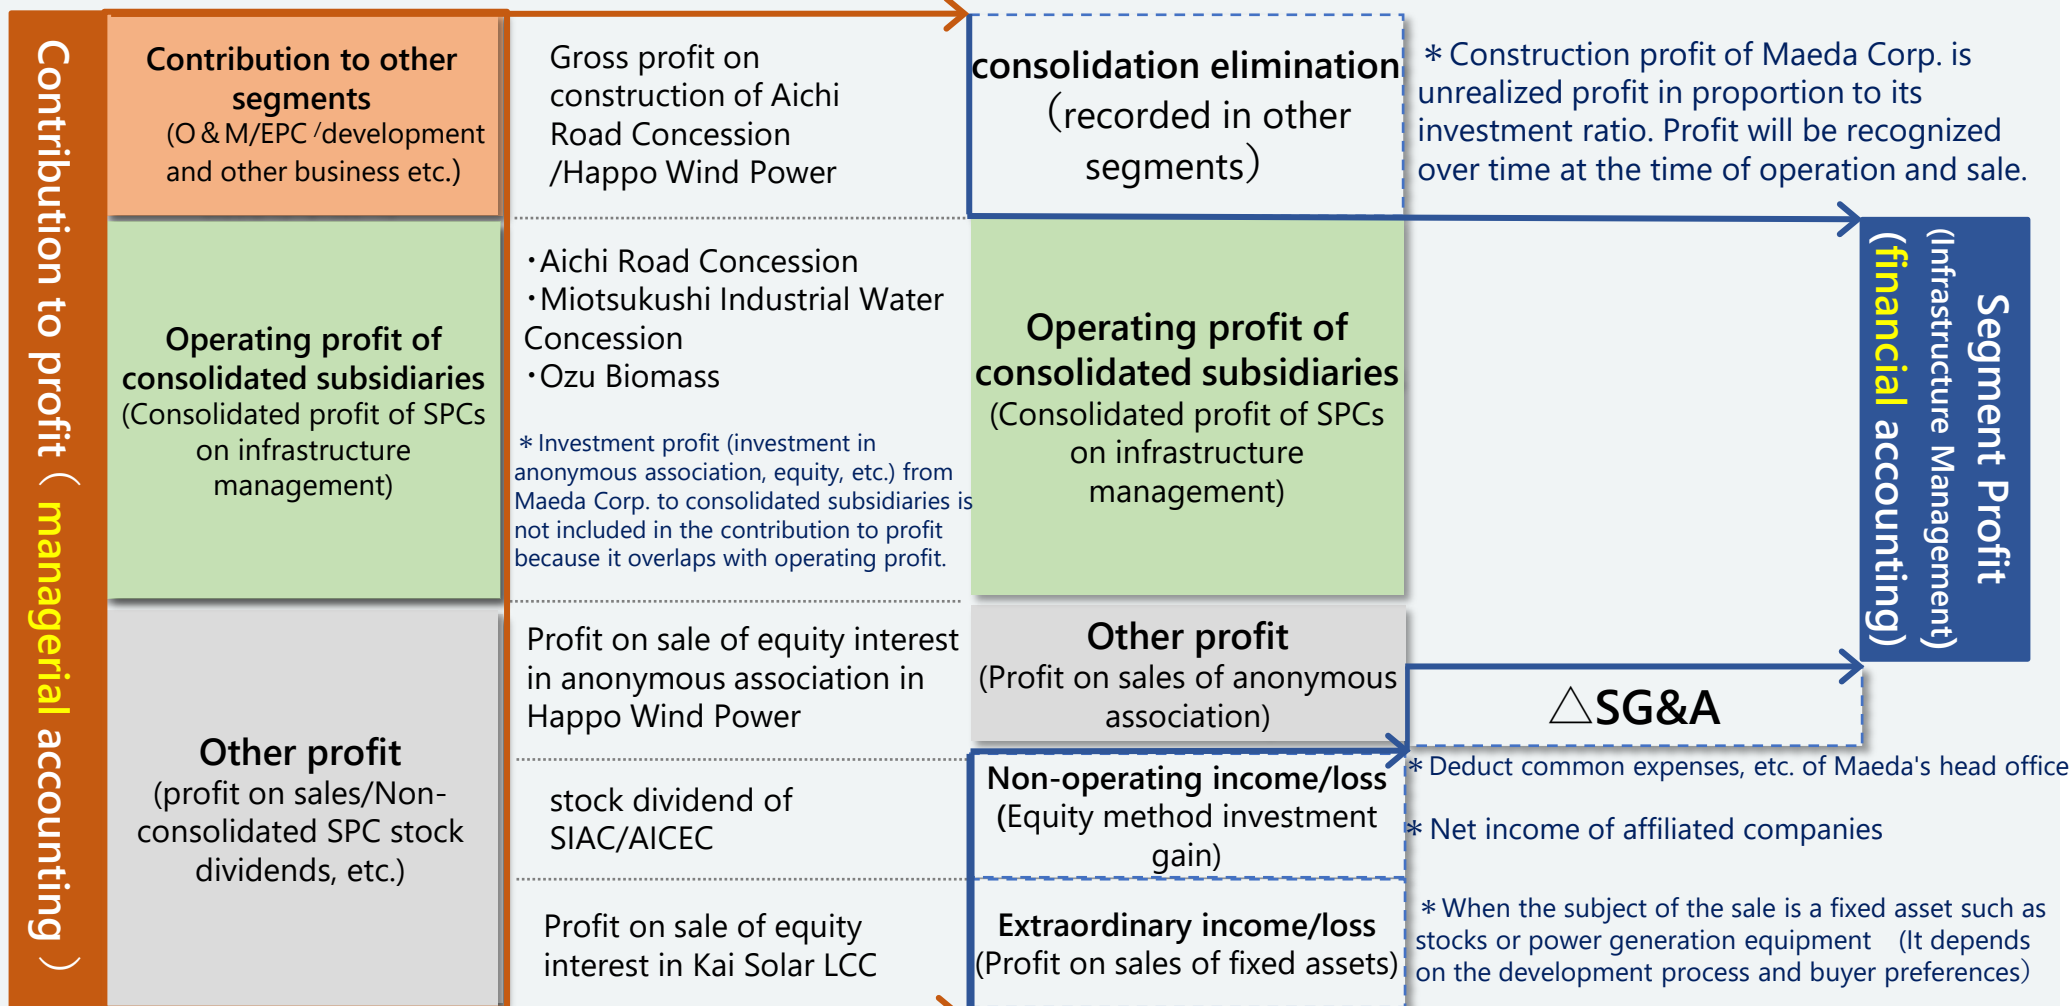 Contribution to profit（managerial accounting）
Contribution to other
segments
(O＆M/EPC/development
and other business etc.)
Gross profit on
construction of Aichi
Road Concession
/Happo Wind Power
consolidation elimination
（recorded in other
segments）
＊Construction profit of Maeda Corp. is
unrealized profit in proportion to its
investment ratio. Profit will be recognized
over time at the time of operation and sale.
Operating profit of
consolidated subsidiaries
(Consolidated profit of SPCs
on infrastructure
management)
・Aichi Road Concession
・Miotsukushi Industrial Water
Concession
・Ozu Biomass
＊Investment profit (investment in
anonymous association, equity, etc.) from
Maeda Corp. to consolidated subsidiaries is
not included in the contribution to profit
because it overlaps with operating profit.
Operating profit of
consolidated subsidiaries
(Consolidated profit of SPCs
on infrastructure
management)
Segment Profit
(Infrastructure Management)
(financial accounting)
Other profit
(profit on sales/Non-
consolidated SPC stock
dividends, etc.)
Profit on sale of equity interest
in anonymous association in
Happo Wind Power
Other profit
(Profit on sales of anonymous
association)
△SG&A
＊Deduct common expenses, etc. of Maeda's head office
stock dividend of
SIAC/AICEC
Non-operating income/loss
(Equity method investment
gain)
＊Net income of affiliated companies
Profit on sale of equity
interest in Kai Solar LCC
Extraordinary income/loss
(Profit on sales of fixed assets)
＊When the subject of the sale is a fixed asset such as
stocks or power generation equipment　(It depends
on the development process and buyer preferences）